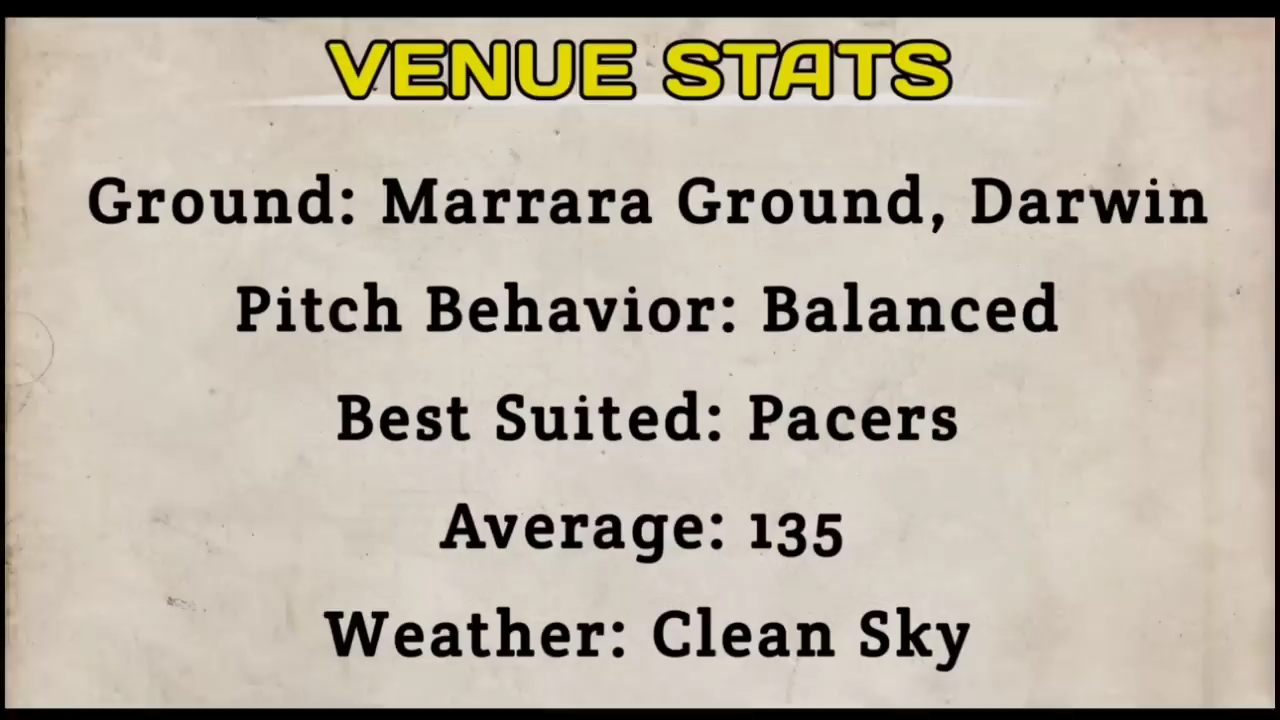 VENUE STATS
Ground: Marrara Ground, Darwin
Pitch Behavior: Balanced
Best Suited: Pacers
Average: 135
Weather: Clean Sky